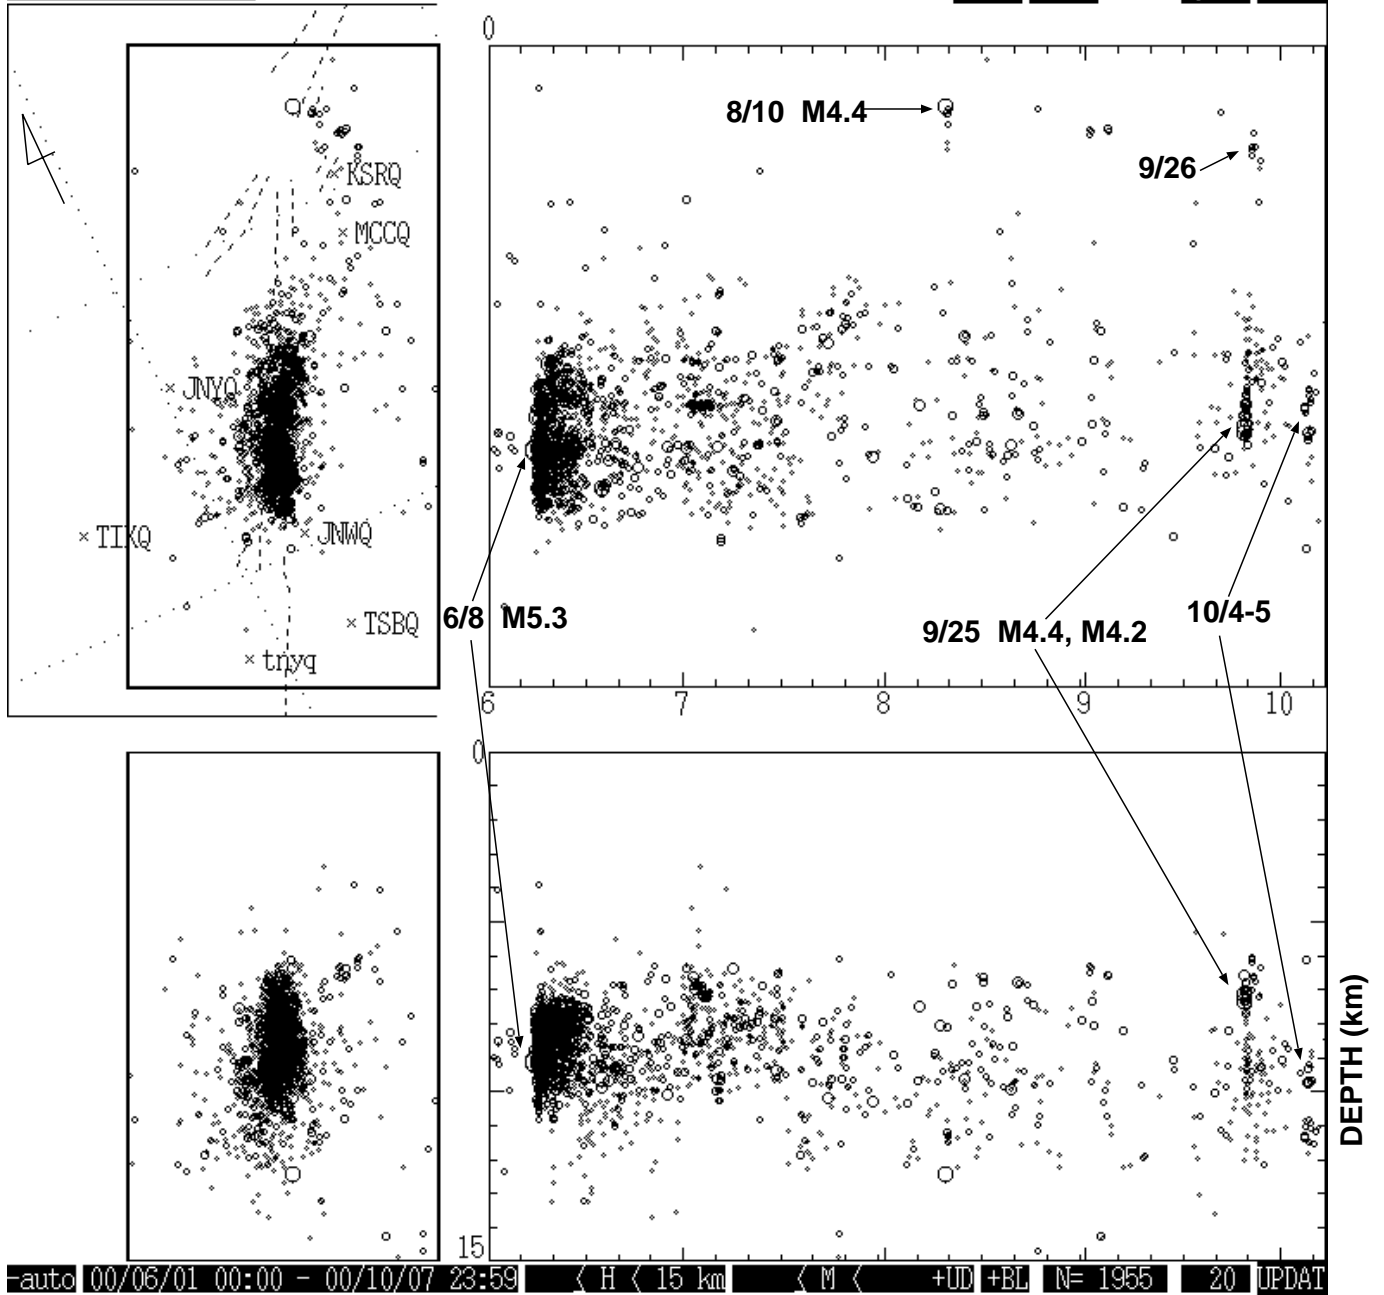 0
8/10 M4.4
9/26
KSRQ
MCCQ
JNYQ
TIKQ
JNWQ
TSBQ
tnyq
6/8 M5.3
9/25 M4.4, M4.2
10/4-5
6 7 8 9 10
0
15
DEPTH (km)
-auto 00/06/01 00:00 - 00/10/07 23:59 ⟨ H ⟨ 15 km ⟨ M ⟨ +UD +BL N= 1955 20 UPDAT